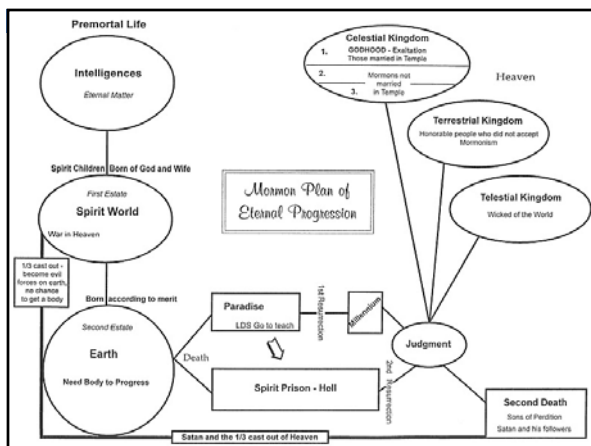 Premortal Life
Intelligences
Eternal Matter
Spirit Children Born of God and Wife
First Estate
Spirit World
War in Heaven
1/3 cast out -
become evil
forces on earth,
no chance
to get a body
Born according to merit
Second Estate
Earth
Need Body to Progress
Mormon Plan of
Eternal Progression
Death
Paradise
LDS Go to teach
Spirit Prison - Hell
1st Resurrection
Millennium
2nd Resurrection
Judgment
Celestial Kingdom
1. GODHOOD - Exaltation
Those married in Temple
2. Mormons not
married
3. in Temple
Heaven
Terrestrial Kingdom
Honorable people who did not accept
Mormonism
Telestial Kingdom
Wicked of the World
Second Death
Sons of Perdition
Satan and his followers
Satan and the 1/3 cast out of Heaven